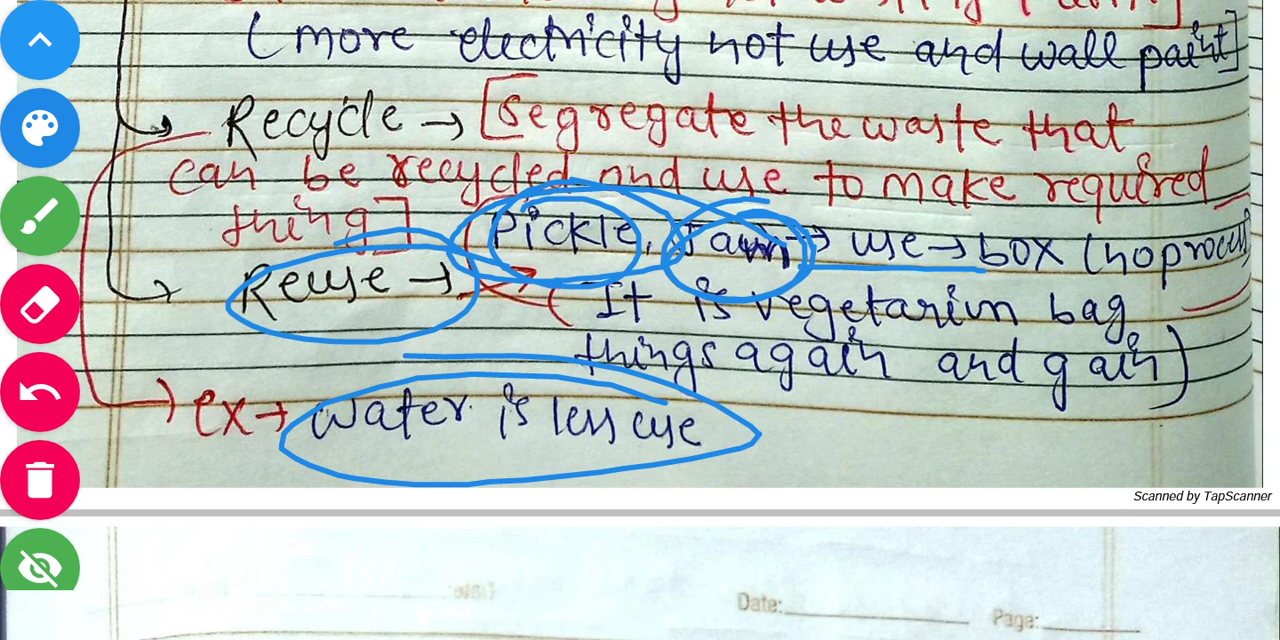 (more electricity not use and wall paint]
Recycle → [segregate the waste that
can be recycled and use to make required
thing]
(Pickle, Jam → use → box (no process)
Reuse →
(It is vegetarian bag
things again and gain)
ex → water is less use
Scanned by TapScanner
Date:
Page: